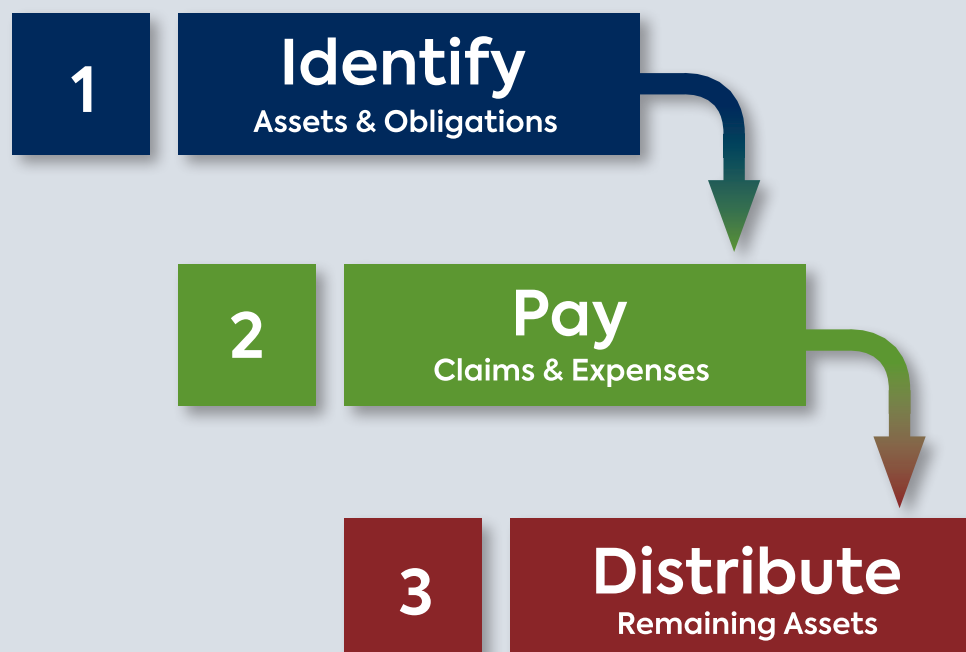 1
Identify
Assets & Obligations
2
Pay
Claims & Expenses
3
Distribute
Remaining Assets